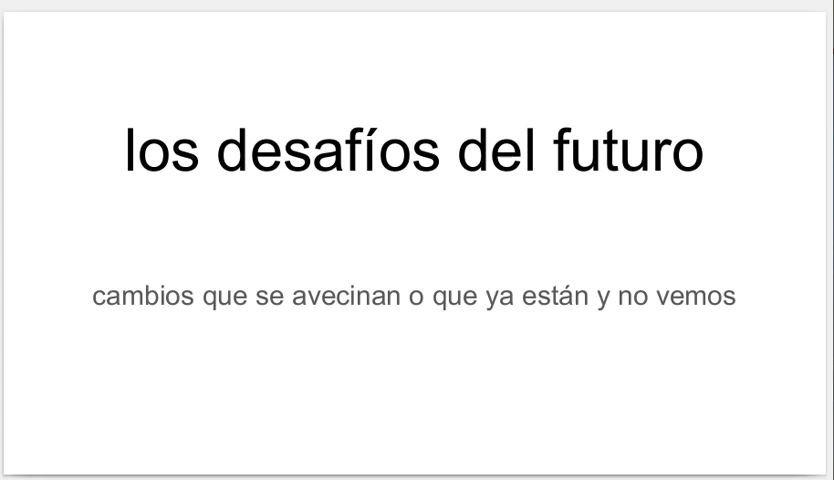 los desafíos del futuro
cambios que se avecinan o que ya están y no vemos